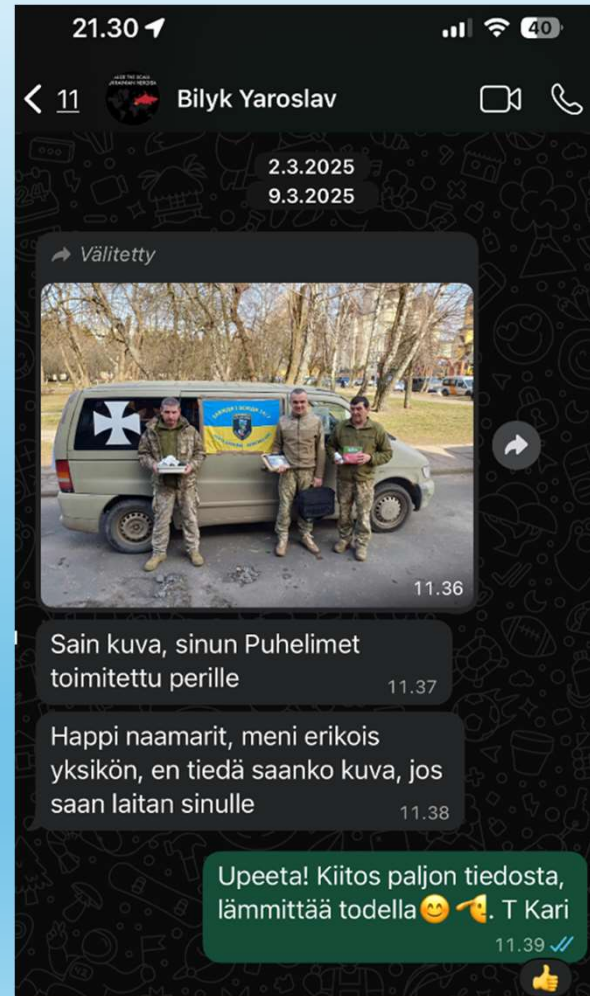 21.30
40
11
Bilyk Yaroslav
2.3.2025
9.3.2025
Välitetty
11.36
Sain kuva, sinun Puhelimet
toimitettu perille
11.37
Happi naamarit, meni erikois
yksikön, en tiedä saanko kuva, jos
saan laitan sinulle
11.38
Upeeta! Kiitos paljon tiedosta,
lämmittää todella😊🫡. T Kari
11.39
👍